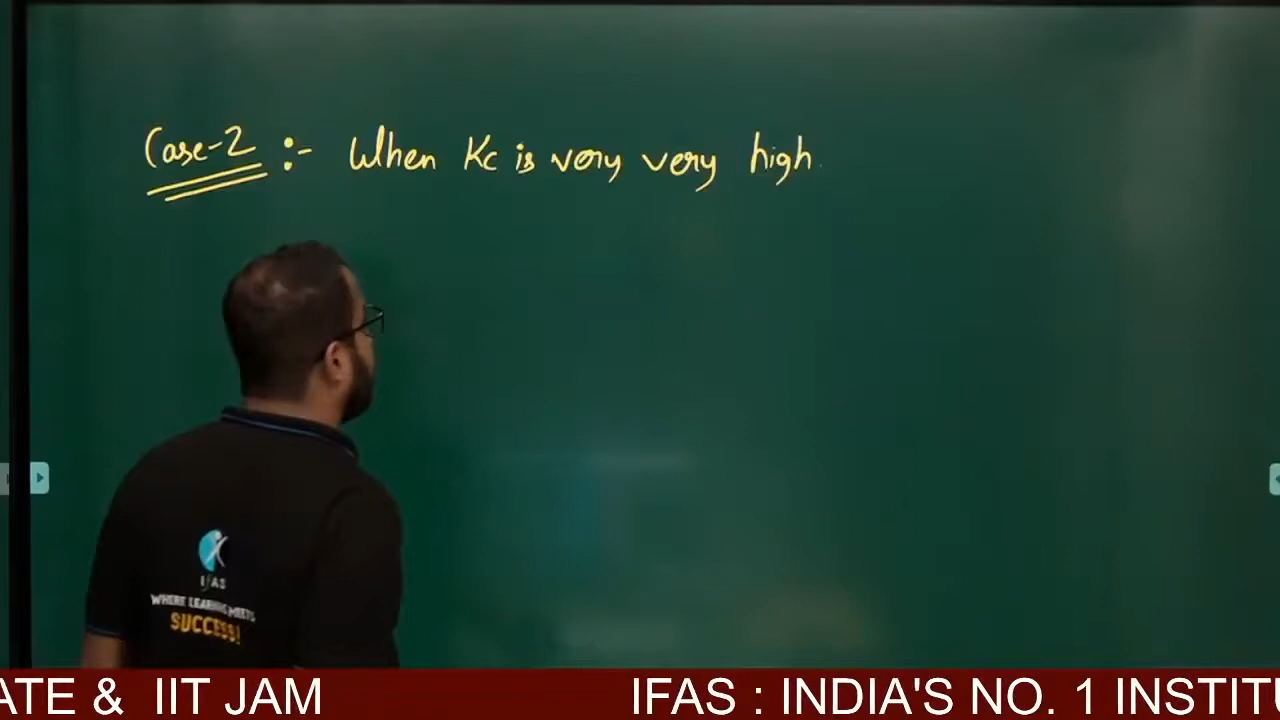 Case-2 :- When Kc is very very high.
IFAS
WHERE LEARNING MEETS
SUCCESS!
ATE & IIT JAM IFAS : INDIA'S NO. 1 INSTITU